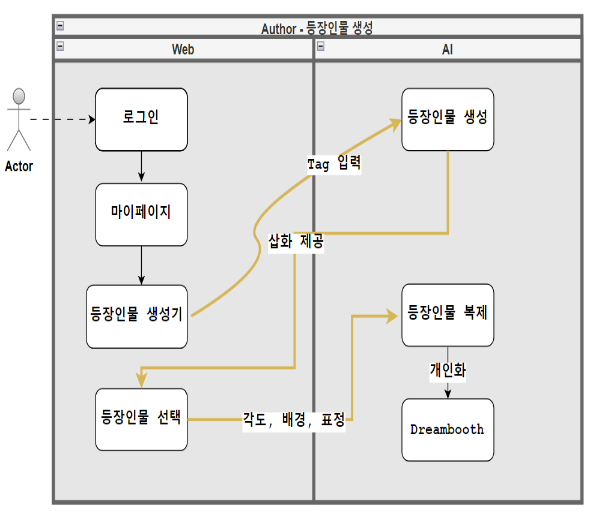 Author - 등장인물 생성
Web
AI
로그인
등장인물 생성
Actor
Tag 입력
마이페이지
삽화 제공
등장인물 생성기
등장인물 복제
개인화
등장인물 선택
각도, 배경, 표정
Dreambooth